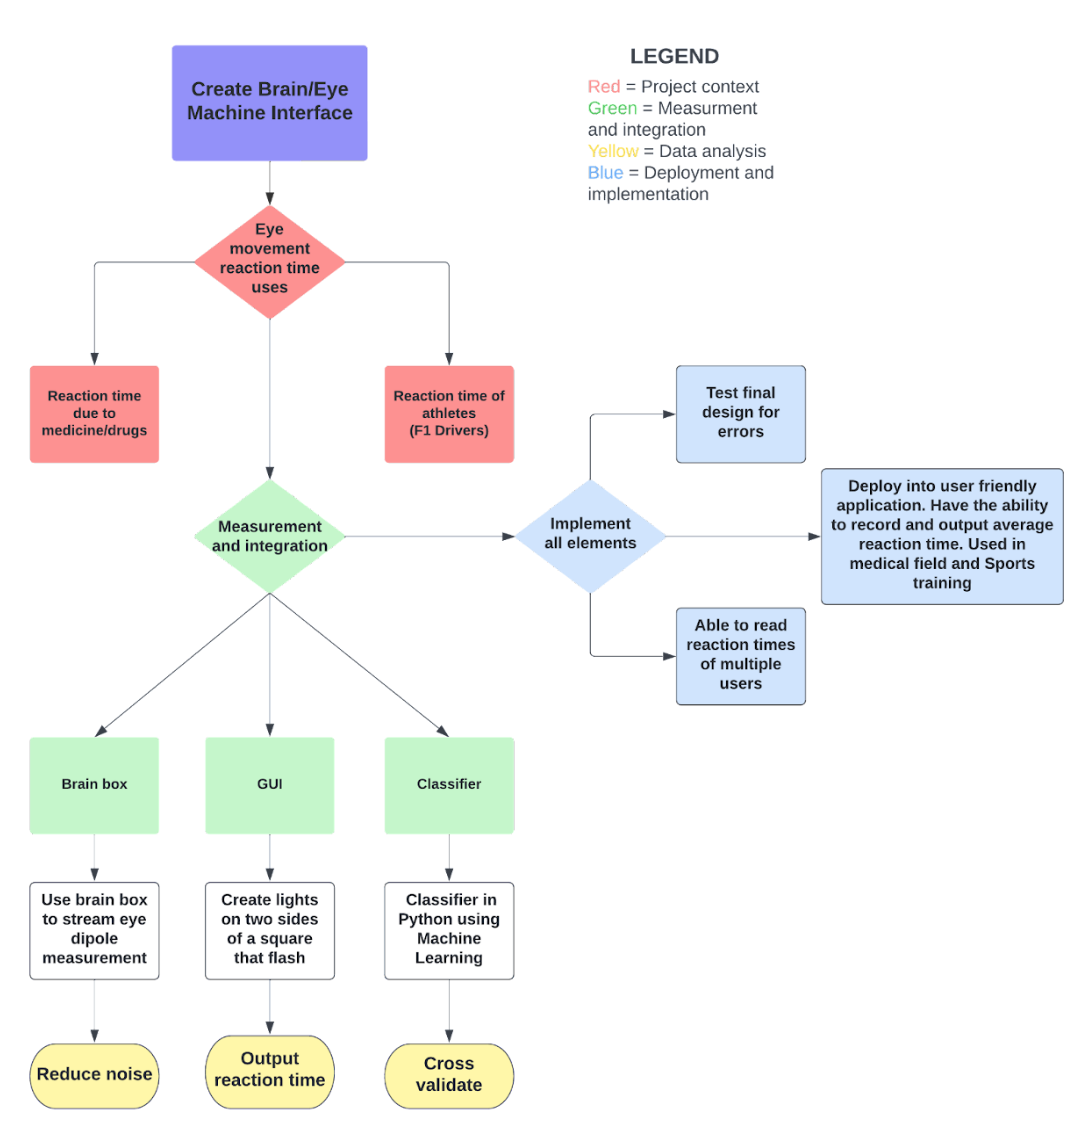 Create Brain/Eye
Machine Interface
LEGEND
Red = Project context
Green = Measurment
and integration
Yellow = Data analysis
Blue = Deployment and
implementation
Eye
movement
reaction time
uses
Reaction time
due to
medicine/drugs
Reaction time of
athletes
(F1 Drivers)
Test final
design for
errors
Measurement
and integration
Implement
all elements
Deploy into user friendly
application. Have the ability
to record and output average
reaction time. Used in
medical field and Sports
training
Able to read
reaction times
of multiple
users
Brain box
GUI
Classifier
Use brain box
to stream eye
dipole
measurement
Create lights
on two sides
of a square
that flash
Classifier in
Python using
Machine
Learning
Reduce noise
Output
reaction time
Cross
validate